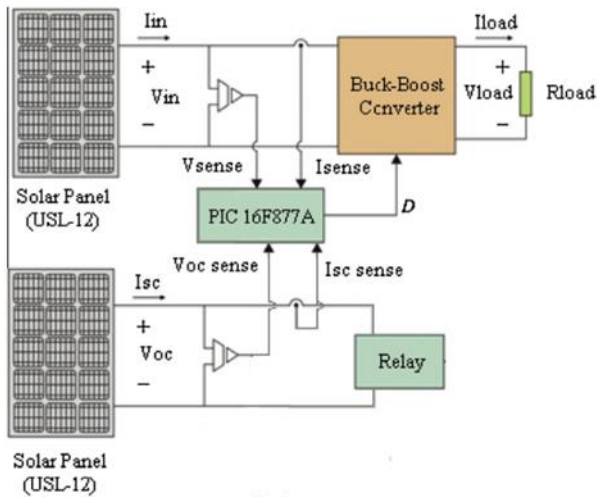 Iin
Iload
+
Vin
−
Buck-Boost
Converter
+
Vload
−
Rload
Vsense
Isense
Solar Panel
(USL-12)
PIC 16F877A
D
Voc sense
Isc sense
Isc
+
Voc
−
Relay
Solar Panel
(USL-12)